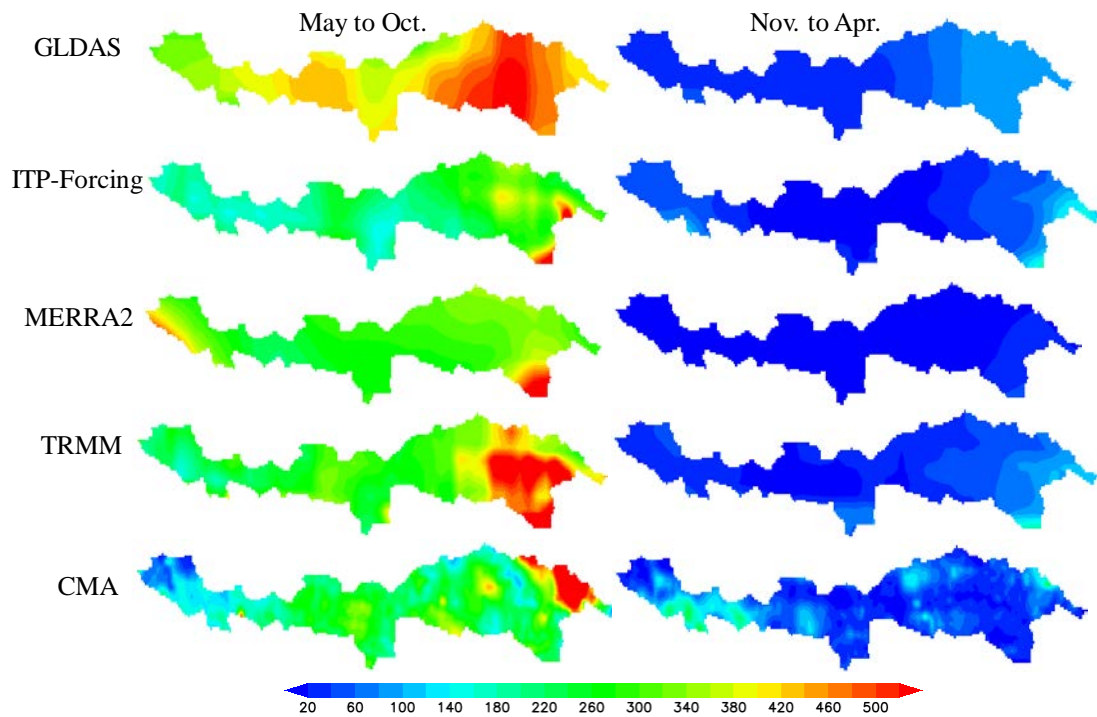 May to Oct. Nov. to Apr.
GLDAS
ITP-Forcing
MERRA2
TRMM
CMA
20 60 100 140 180 220 260 300 340 380 420 460 500